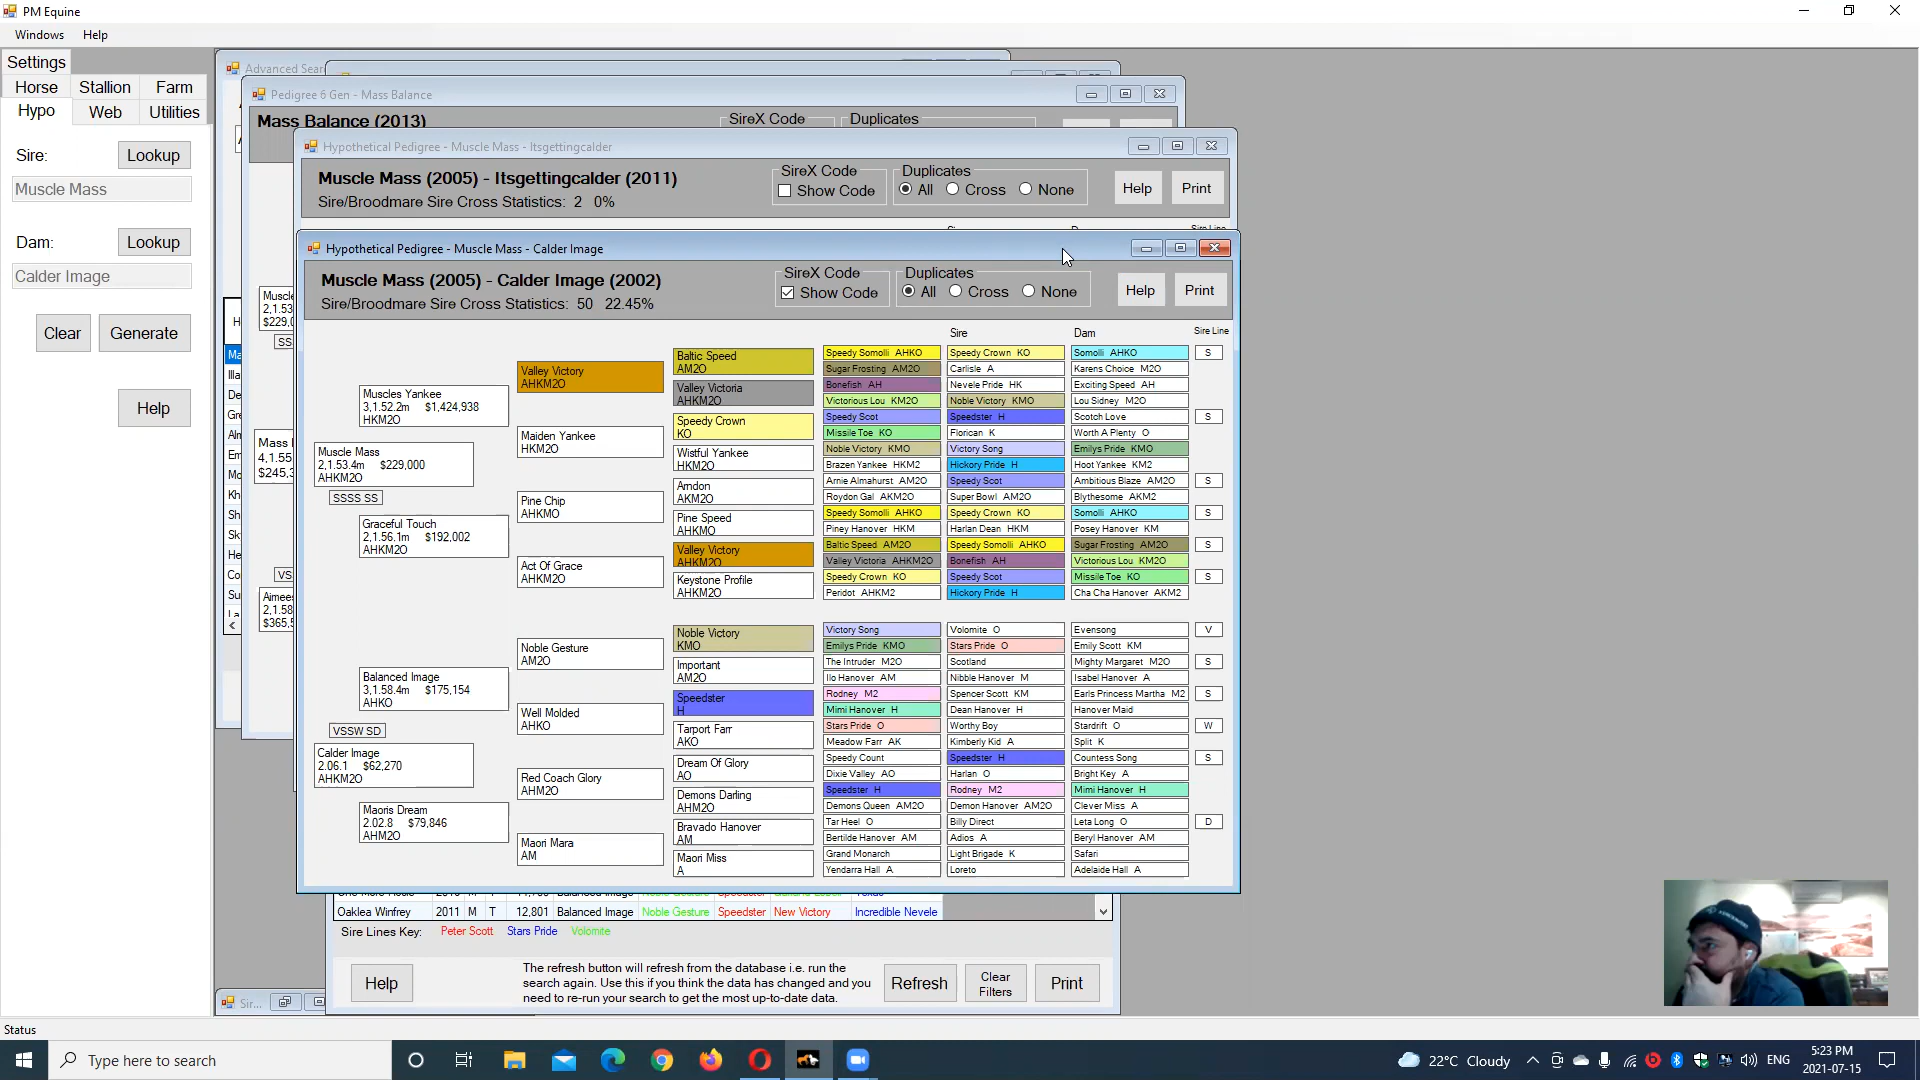 PM Equine
Windows Help
Settings
Horse Stallion Farm
Hypo Web Utilities
Sire: Lookup
Muscle Mass
Dam: Lookup
Calder Image
Clear Generate
Help
Advanced Sear
Pedigree 6 Gen - Mass Balance
Mass Balance (2013)
SireX Code Duplicates
Hypothetical Pedigree - Muscle Mass - Itsgettingcalder
Muscle Mass (2005) - Itsgettingcalder (2011)
Sire/Broodmare Sire Cross Statistics: 2 0%
SireX Code
Show Code
Duplicates
All Cross None
Help Print
Hypothetical Pedigree - Muscle Mass - Calder Image
Muscle Mass (2005) - Calder Image (2002)
Sire/Broodmare Sire Cross Statistics: 50 22.45%
SireX Code
Show Code
Duplicates
All Cross None
Help Print
Sire Dam Sire Line
Muscles Yankee
3,1.52.2m $1,424,938
HKM2O
Muscle Mass
2,1.53.4m $229,000
AHKM2O
SSSS SS
Graceful Touch
2,1.56.1m $192,002
AHKM2O
Balanced Image
3,1.58.4m $175,154
AHKO
VSSW SD
Calder Image
2.06.1 $62,270
AHKM2O
Maoris Dream
2.02.8 $79,846
AHM2O
Valley Victory
AHKM2O
Maiden Yankee
HKM2O
Pine Chip
AHKMO
Act Of Grace
AHKM2O
Noble Gesture
AM2O
Well Molded
AHKO
Red Coach Glory
AHM2O
Maori Mara
AM
Baltic Speed
AM2O
Valley Victoria
AHKM2O
Speedy Crown
KO
Wistful Yankee
HKM2O
Arndon
AKM2O
Pine Speed
AHKMO
Valley Victory
AHKM2O
Keystone Profile
AHKM2O
Noble Victory
KMO
Important
AM2O
Speedster
H
Tarport Farr
AKO
Dream Of Glory
AO
Demons Darling
AHM2O
Bravado Hanover
AM
Maori Miss
A
Speedy Somolli AHKO Speedy Crown KO Somolli AHKO S
Sugar Frosting AM2O Carlisle A Karens Choice M2O
Bonefish AH Nevele Pride HK Exciting Speed AH
Victorious Lou KM2O Noble Victory KMO Lou Sidney M2O
Speedy Scot Speedster H Scotch Love S
Missile Toe KO Florican K Worth A Plenty O
Noble Victory KMO Victory Song Emilys Pride KMO
Brazen Yankee HKM2 Hickory Pride H Hoot Yankee KM2
Arnie Almahurst AM2O Speedy Scot Ambitious Blaze AM2O S
Roydon Gal AKM2O Super Bowl AM2O Blythesome AKM2
Speedy Somolli AHKO Speedy Crown KO Somolli AHKO S
Piney Hanover HKM Harlan Dean HKM Posey Hanover KM
Baltic Speed AM2O Speedy Somolli AHKO Sugar Frosting AM2O S
Valley Victoria AHKM2O Bonefish AH Victorious Lou KM2O
Speedy Crown KO Speedy Scot Missile Toe KO S
Peridot AHKM2 Hickory Pride H Cha Cha Hanover AKM2
Victory Song Volomite O Evensong V
Emilys Pride KMO Stars Pride O Emily Scott KM
The Intruder M2O Scotland Mighty Margaret M2O S
Ilo Hanover AM Nibble Hanover M Isabel Hanover A
Rodney M2 Spencer Scott KM Earls Princess Martha M2 S
Mimi Hanover H Dean Hanover H Hanover Maid
Stars Pride O Worthy Boy Stardrift O W
Meadow Farr AK Kimberly Kid A Split K
Speedy Count Speedster H Countess Song S
Dixie Valley AO Harlan O Bright Key A
Speedster H Rodney M2 Mimi Hanover H
Demons Queen AM2O Demon Hanover AM2O Clever Miss A
Tar Heel O Billy Direct Leta Long O D
Bertilde Hanover AM Adios A Beryl Hanover AM
Grand Monarch Light Brigade K Safari
Yendarra Hall A Loreto Adelaide Hall A
Oaklea Winfrey 2011 M T 12,801 Balanced Image Noble Gesture Speedster New Victory Incredible Nevele
Sire Lines Key: Peter Scott Stars Pride Volomite
Help
The refresh button will refresh from the database i.e. run the
search again. Use this if you think the data has changed and you
need to re-run your search to get the most up-to-date data.
Refresh
Clear
Filters
Print
Sir...
Status
Type here to search
22°C Cloudy
ENG
5:23 PM
2021-07-15